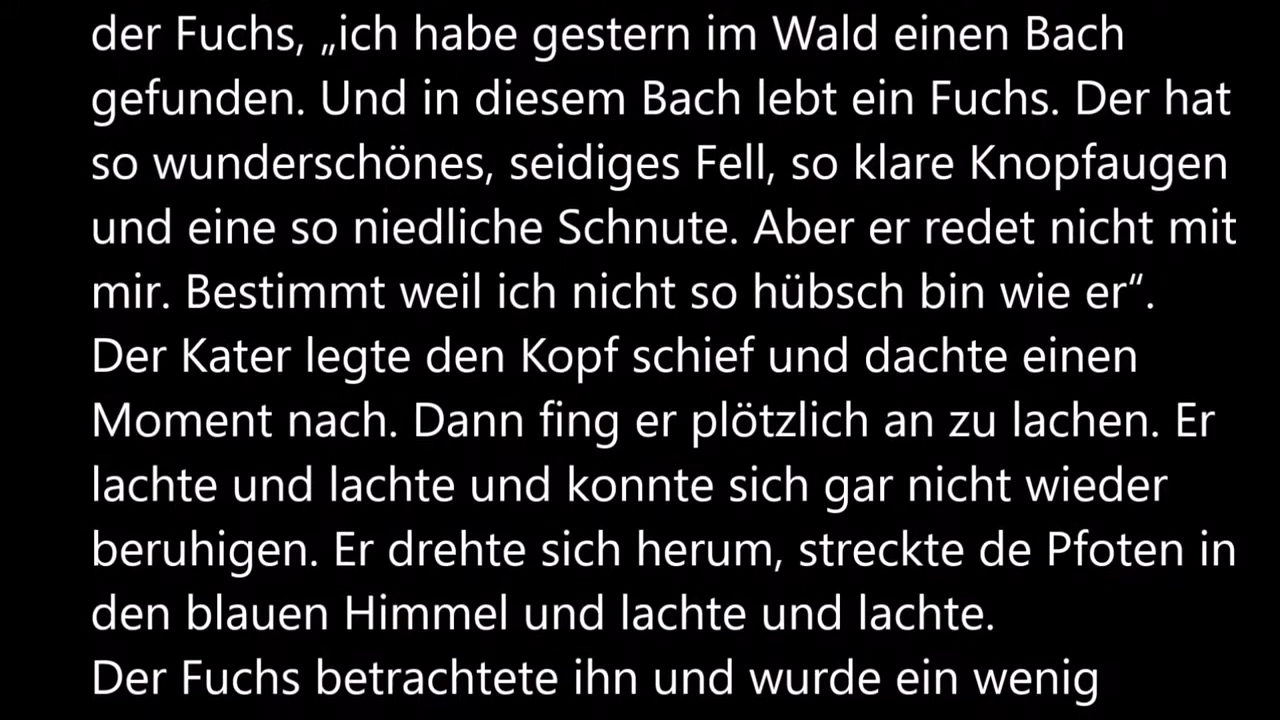 der Fuchs, „ich habe gestern im Wald einen Bach
gefunden. Und in diesem Bach lebt ein Fuchs. Der hat
so wunderschönes, seidiges Fell, so klare Knopfaugen
und eine so niedliche Schnute. Aber er redet nicht mit
mir. Bestimmt weil ich nicht so hübsch bin wie er“.
Der Kater legte den Kopf schief und dachte einen
Moment nach. Dann fing er plötzlich an zu lachen. Er
lachte und lachte und konnte sich gar nicht wieder
beruhigen. Er drehte sich herum, streckte de Pfoten in
den blauen Himmel und lachte und lachte.
Der Fuchs betrachtete ihn und wurde ein wenig